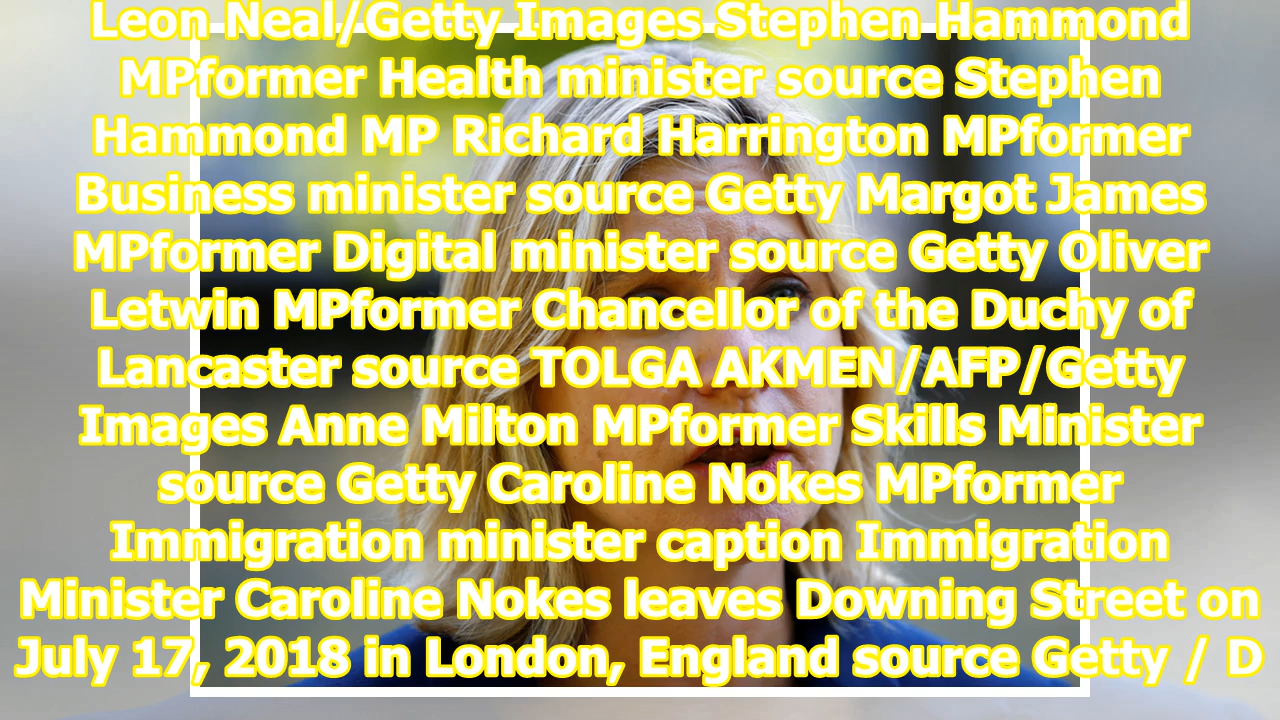 Leon Neal/Getty Images Stephen Hammond
MPformer Health minister source Stephen
Hammond MP Richard Harrington MPformer
Business minister source Getty Margot James
MPformer Digital minister source Getty Oliver
Letwin MPformer Chancellor of the Duchy of
Lancaster source TOLGA AKMEN/AFP/Getty
Images Anne Milton MPformer Skills Minister
source Getty Caroline Nokes MPformer
Immigration minister caption Immigration
Minister Caroline Nokes leaves Downing Street on
July 17, 2018 in London, England source Getty / D